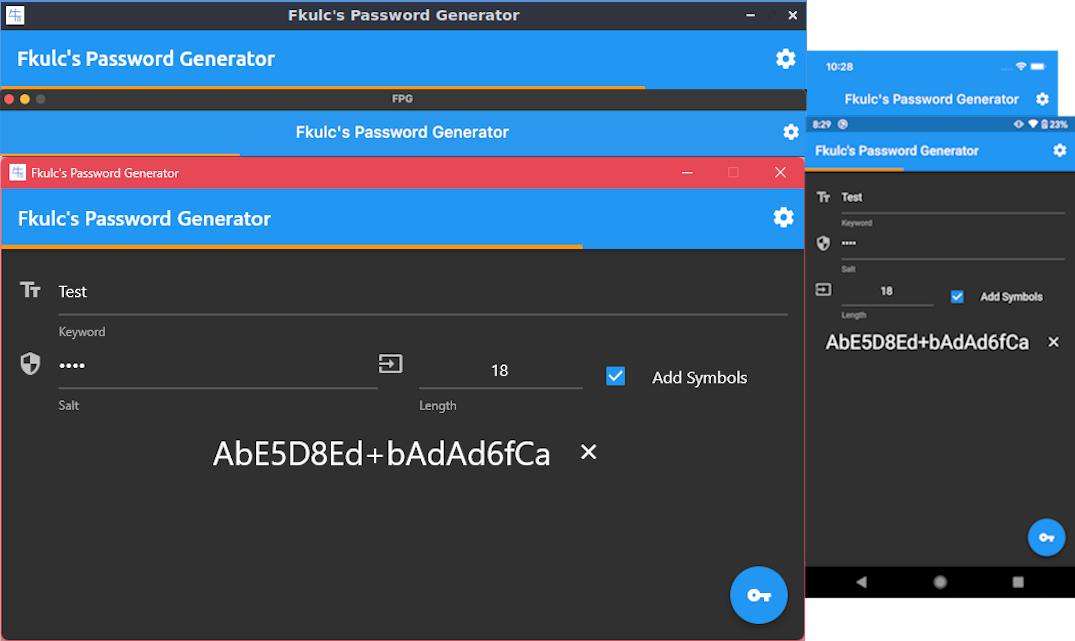 Fkulc's Password Generator
Fkulc's Password Generator
FPG
Fkulc's Password Generator
Fkulc's Password Generator
Fkulc's Password Generator
Test
Keyword
•••• 18 Add Symbols
Salt Length
AbE5D8Ed+bAdAd6fCa
10:28
Fkulc's Password Generator
8:29 23%
Fkulc's Password Generator
Test
Keyword
••••
Salt
18 Add Symbols
Length
AbE5D8Ed+bAdAd6fCa